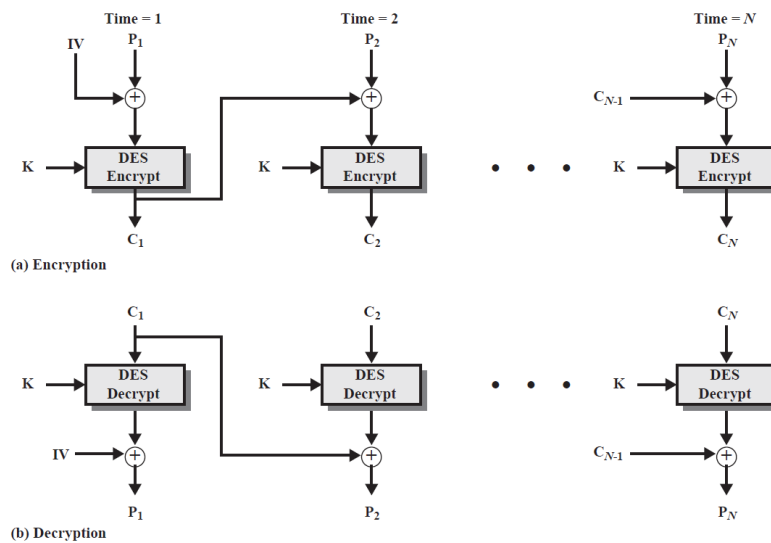 Time = 1 Time = 2 Time = N
IV P1 P2 PN
CN-1
K DES Encrypt K DES Encrypt K DES Encrypt
C1 C2 CN
(a) Encryption
C1 C2 CN
K DES Decrypt K DES Decrypt K DES Decrypt
IV CN-1
P1 P2 PN
(b) Decryption